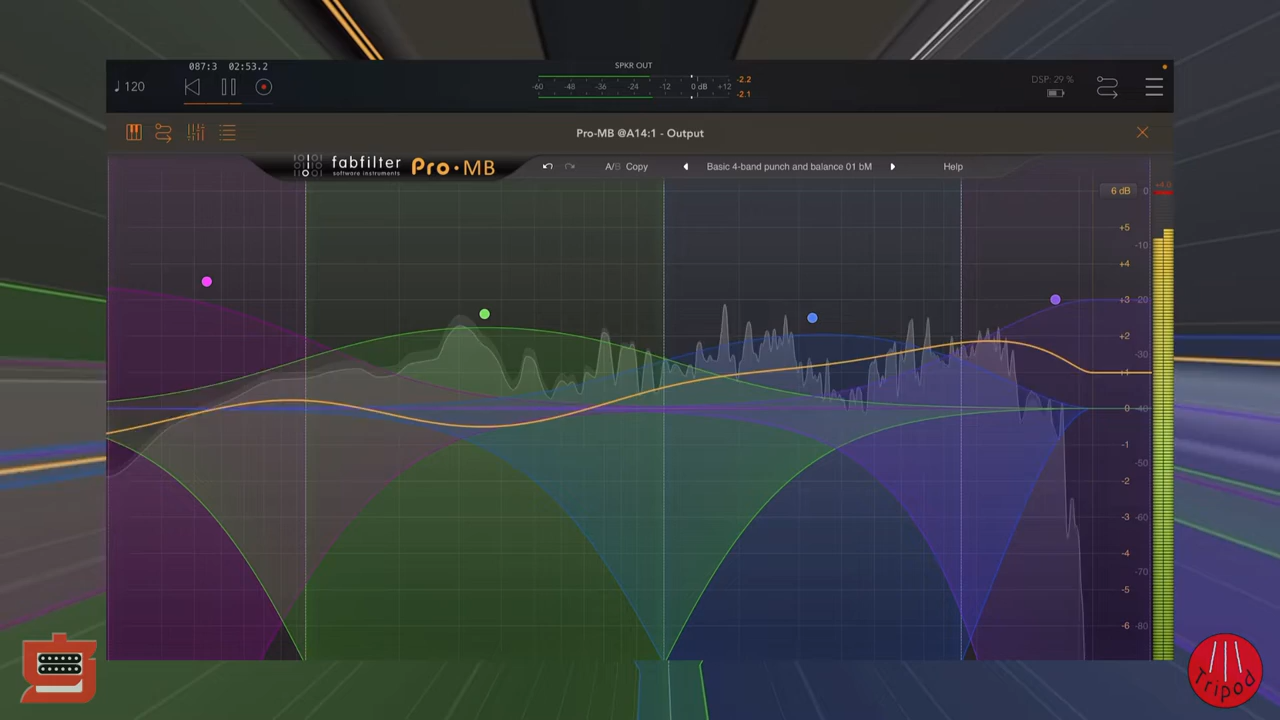 087:3 02:53.2
SPKR OUT
♩ 120
-60 -48 -36 -24 -12 0 dB +12
-2.2
-2.1
DSP: 29 %
Pro-MB @A14:1 - Output
fabfilter
software instruments
Pro·MB
A/B Copy
Basic 4-band punch and balance 01 bM
Help
6 dB 0
+4.0
+5
-10
+4
+3 -20
+2
-30
+1
0 -40
-1
-50
-2
-3 -60
-4
-70
-5
-6 -80
Tripod